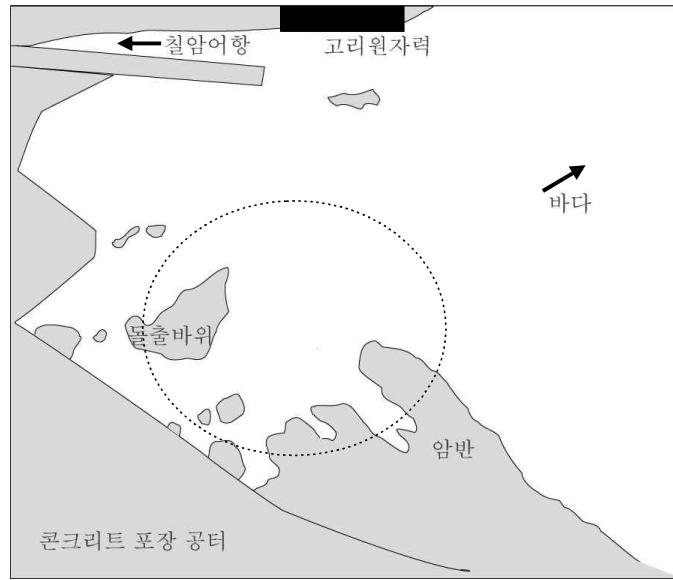 칠암어항
고리원자력
바다
돌출바위
암반
콘크리트 포장 공터